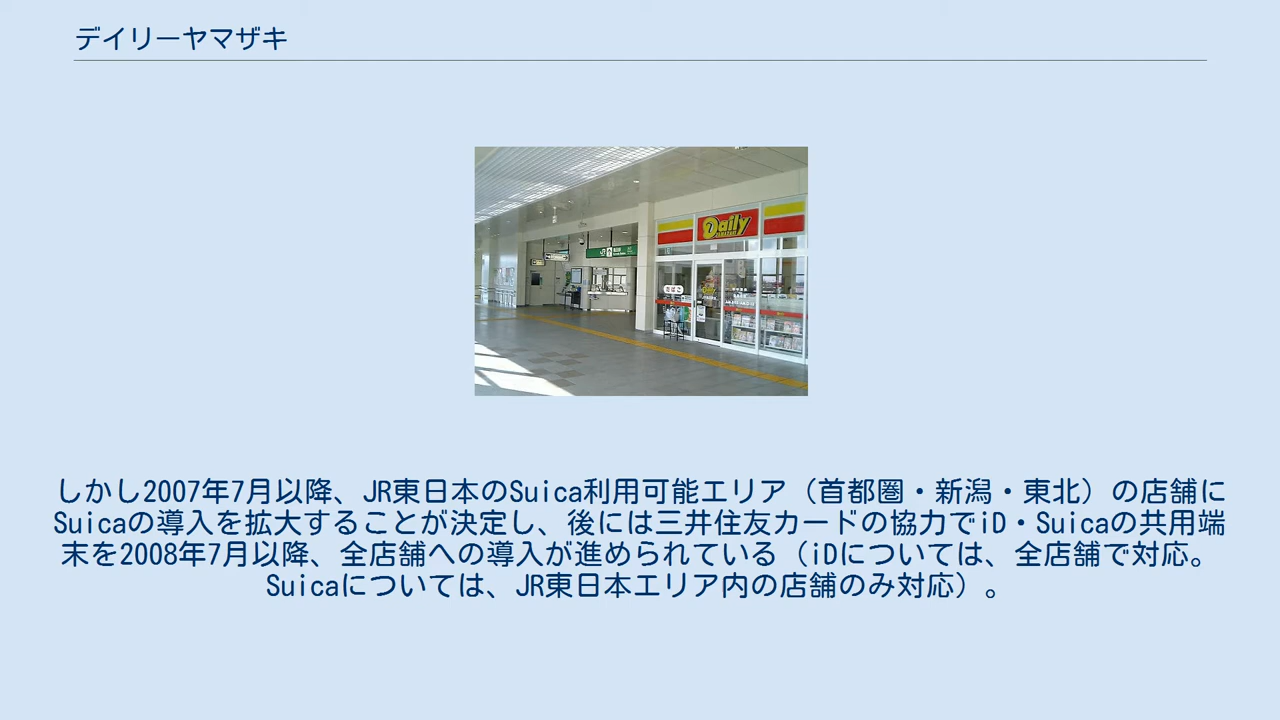 デイリーヤマザキ
Daily
YAMAZAKI
JR
たばこ
しかし2007年7月以降、JR東日本のSuica利用可能エリア（首都圏・新潟・東北）の店舗に
Suicaの導入を拡大することが決定し、後には三井住友カードの協力でiD・Suicaの共用端
末を2008年7月以降、全店舗への導入が進められている（iDについては、全店舗で対応。
Suicaについては、JR東日本エリア内の店舗のみ対応）。